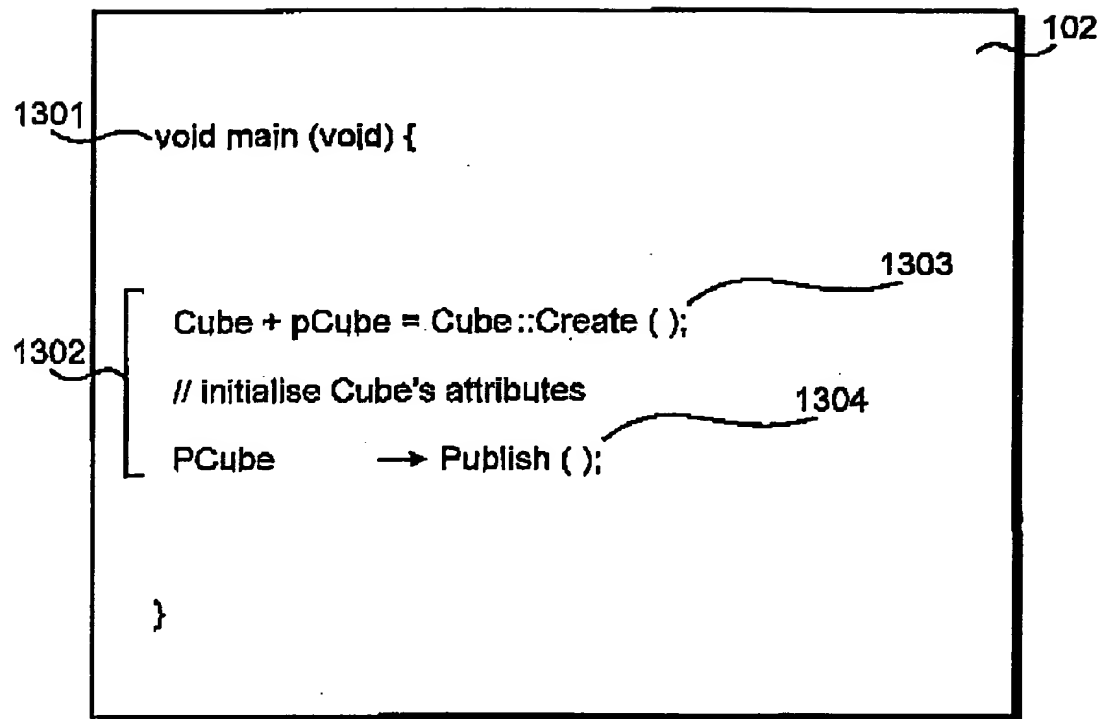 102
1301
void main (void) {
1303
Cube + pCube = Cube::Create ( );
1302
// initialise Cube's attributes
1304
PCube → Publish ( );
}